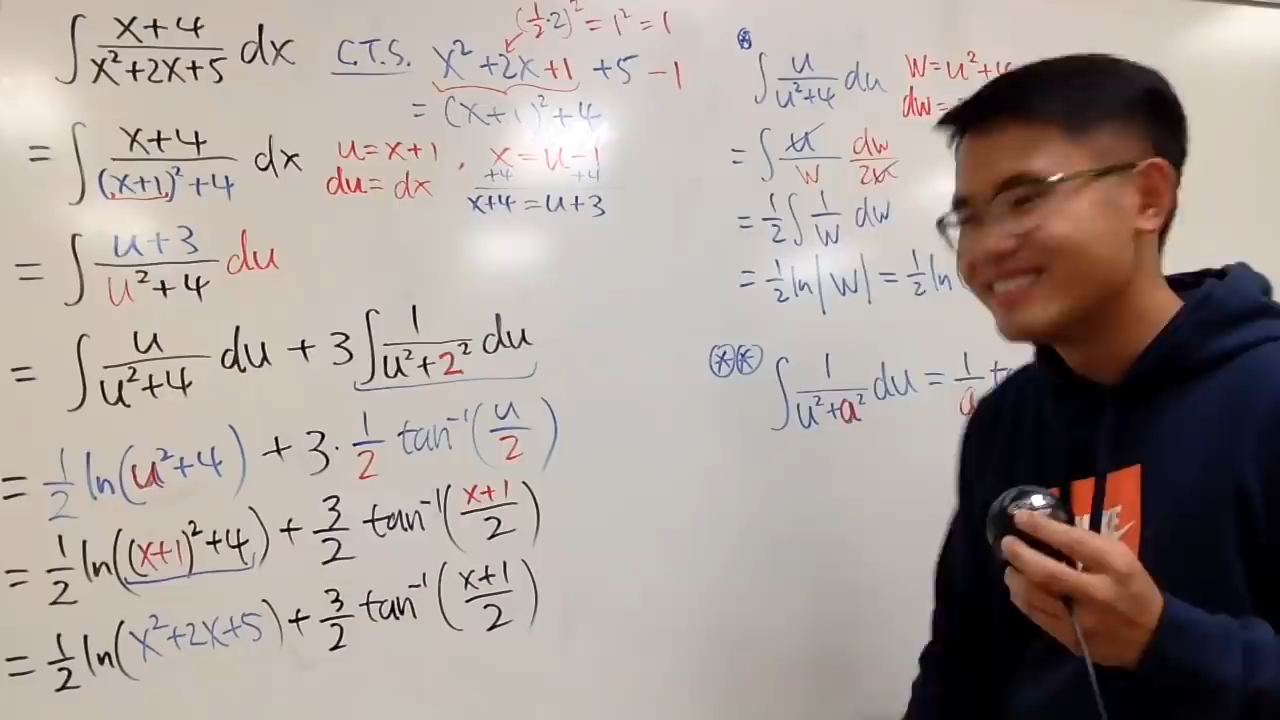 ∫ (x+4)/(x²+2x+5) dx
C.T.S. x²+2x+1 +5 −1
(½·2)² = 1² = 1
= (x+1)²+4
= ∫ (x+4)/((x+1)²+4) dx
u = x+1, x = u−1
du = dx +4 +4
x+4 = u+3
= ∫ (u+3)/(u²+4) du
= ∫ u/(u²+4) du + 3∫ 1/(u²+2²) du
= ½ ln(u²+4) + 3·½ tan⁻¹(u/2)
= ½ ln((x+1)²+4) + 3/2 tan⁻¹((x+1)/2)
= ½ ln(x²+2x+5) + 3/2 tan⁻¹((x+1)/2)
⊛
∫ u/(u²+4) du W = u²+
dw =
= ∫ u/W dw/2u
= ½ ∫ 1/W dw
= ½ ln|W| = ½ ln
⊛⊛ ∫ 1/(u²+a²) du = 1/a t